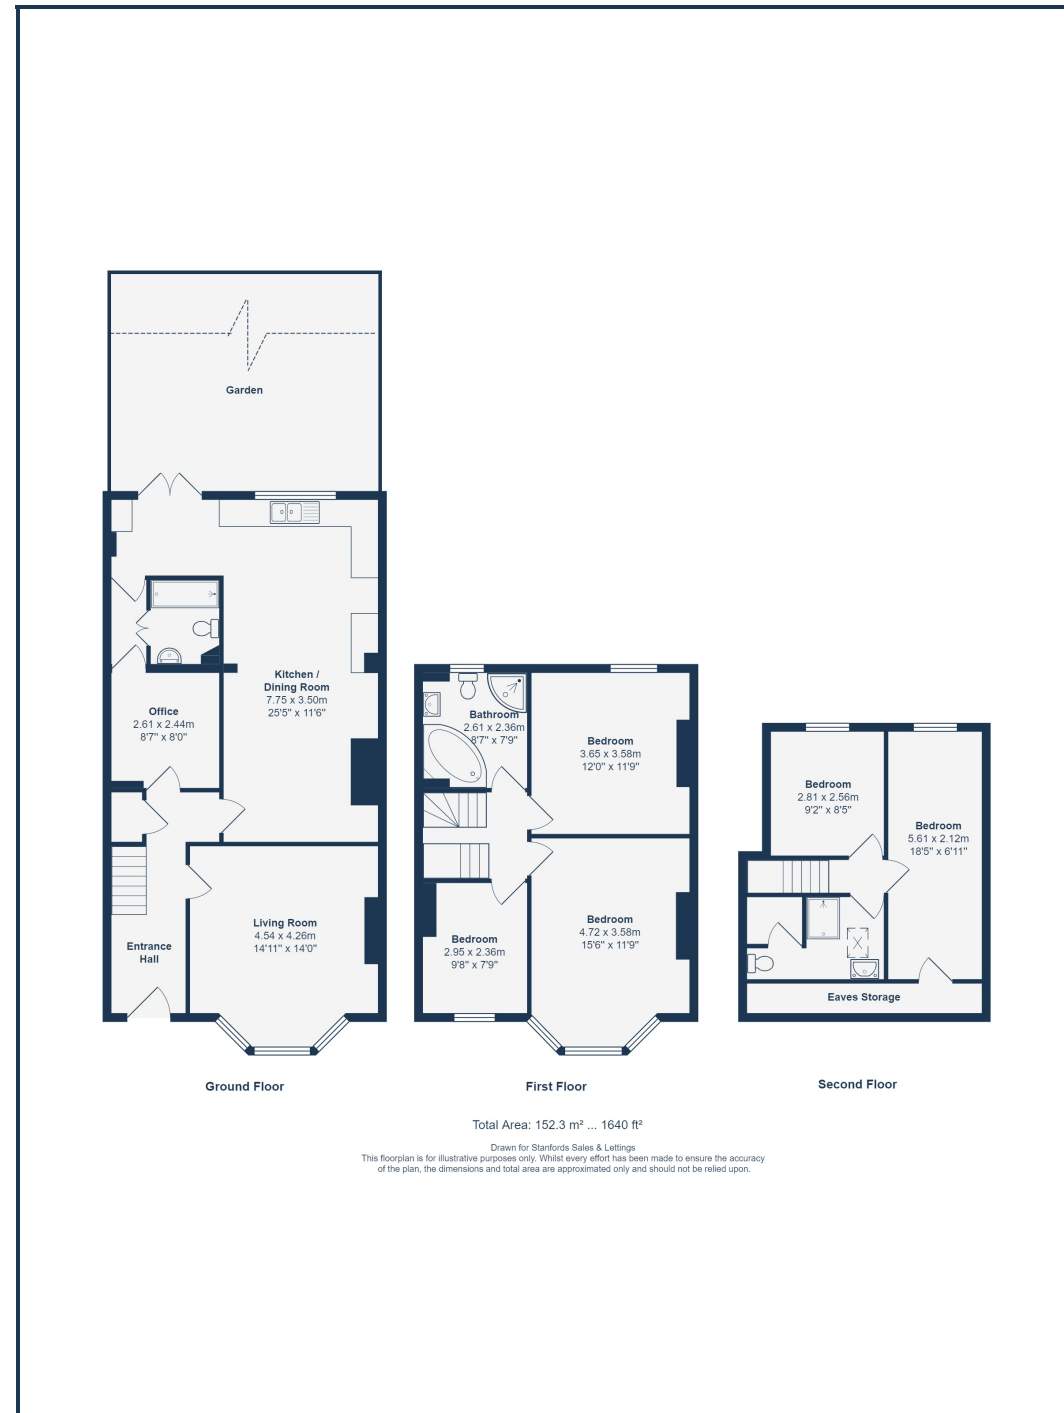 Garden
Kitchen /
Dining Room
7.75 x 3.50m
25'5" x 11'6"
Office
2.61 x 2.44m
8'7" x 8'0"
Living Room
4.54 x 4.26m
14'11" x 14'0"
Entrance
Hall
Ground Floor
Bathroom
2.61 x 2.36m
8'7" x 7'9"
Bedroom
3.65 x 3.58m
12'0" x 11'9"
Bedroom
4.72 x 3.58m
15'6" x 11'9"
Bedroom
2.95 x 2.36m
9'8" x 7'9"
First Floor
Bedroom
2.81 x 2.56m
9'2" x 8'5"
Bedroom
5.61 x 2.12m
18'5" x 6'11"
Eaves Storage
Second Floor
Total Area: 152.3 m² ... 1640 ft²
Drawn for Stanfords Sales & Lettings
This floorplan is for illustrative purposes only. Whilst every effort has been made to ensure the accuracy
of the plan, the dimensions and total area are approximated only and should not be relied upon.